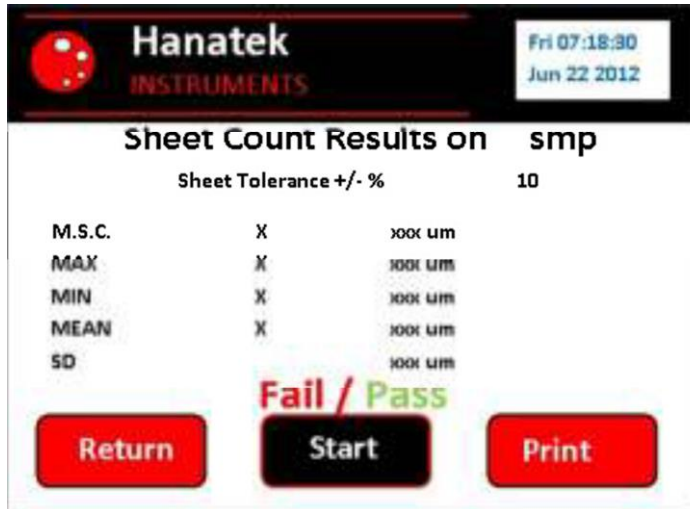 Hanatek
INSTRUMENTS
Fri 07:18:30
Jun 22 2012
Sheet Count Results on smp
Sheet Tolerance +/- % 10
M.S.C. X xxx um
MAX X xxx um
MIN X xxx um
MEAN X xxx um
SD xxx um
Fail / Pass
Return Start Print